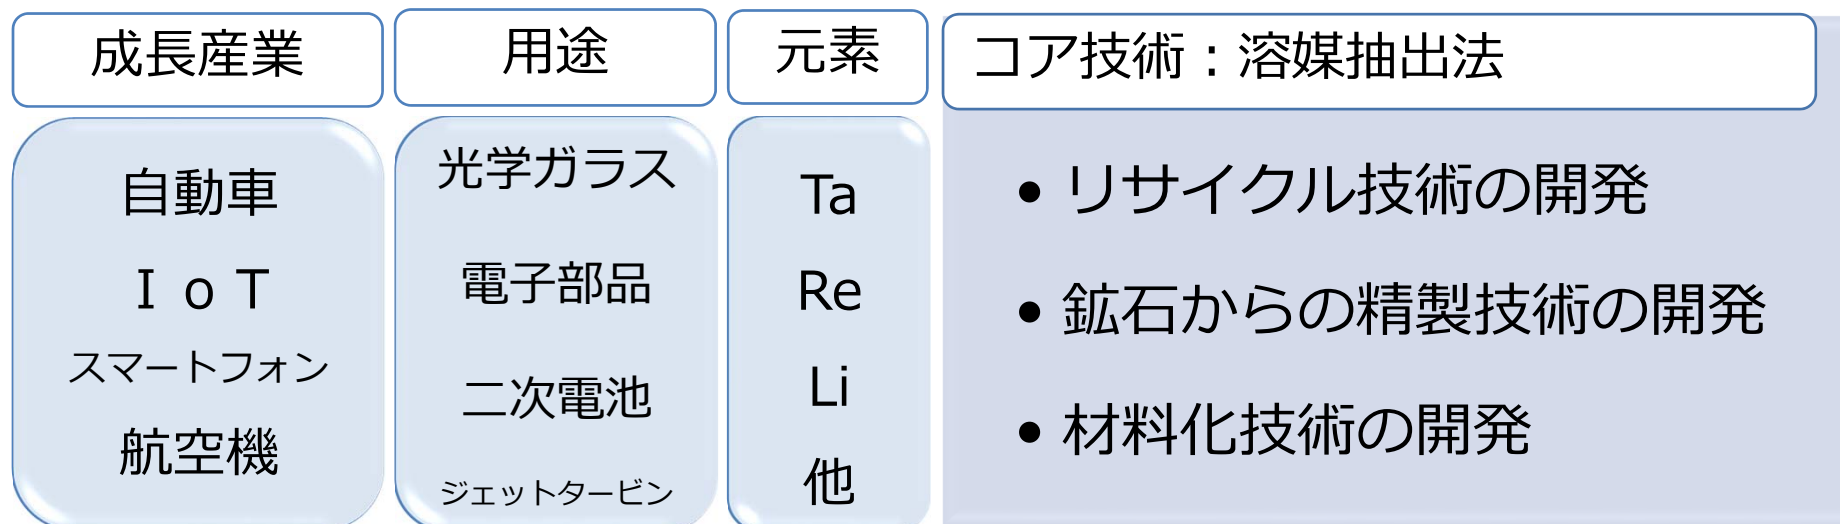 成長産業
自動車
I o T
スマートフォン
航空機
用途
光学ガラス
電子部品
二次電池
ジェットタービン
元素
Ta
Re
Li
他
コア技術：溶媒抽出法
• リサイクル技術の開発
• 鉱石からの精製技術の開発
• 材料化技術の開発